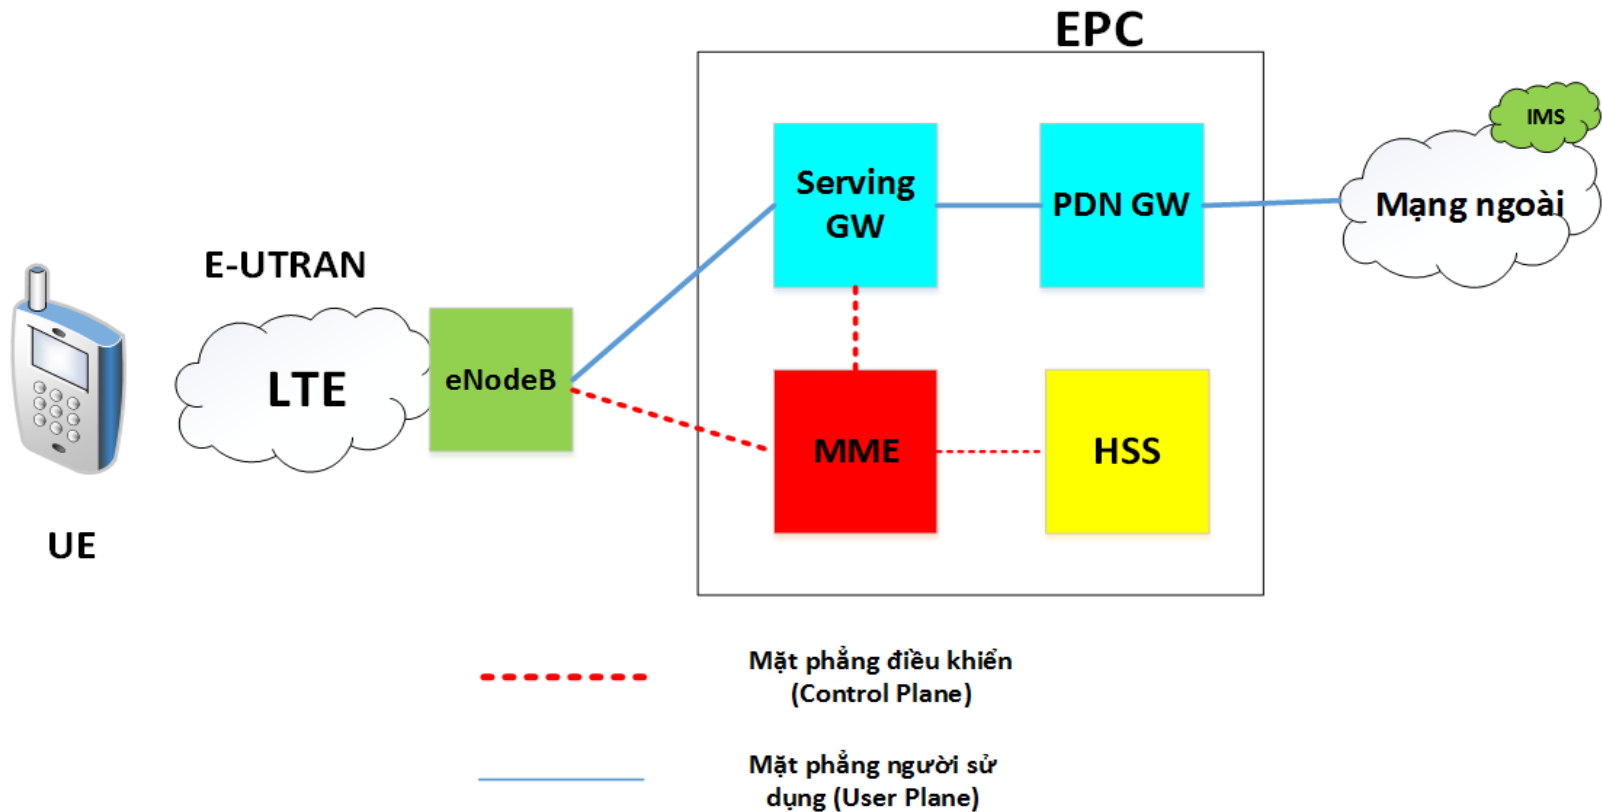 EPC
IMS
Serving
GW
PDN GW
Mạng ngoài
E-UTRAN
LTE
eNodeB
MME
HSS
UE
Mặt phẳng điều khiển
(Control Plane)
Mặt phẳng người sử
dụng (User Plane)